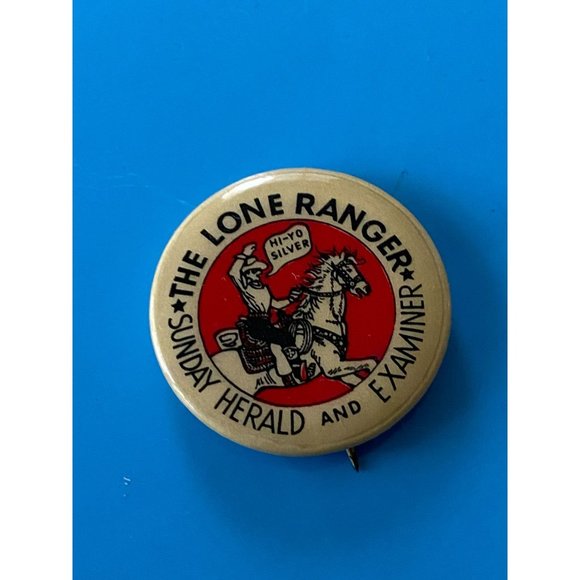 ★THE LONE RANGER★
HI-YO
SILVER
SUNDAY HERALD AND EXAMINER